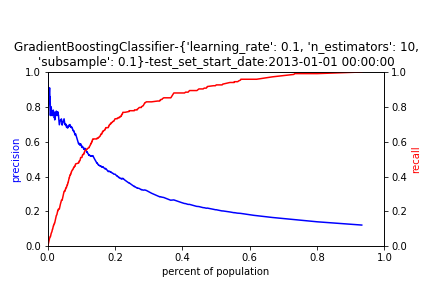 GradientBoostingClassifier-{'learning_rate': 0.1, 'n_estimators': 10,
'subsample': 0.1}-test_set_start_date:2013-01-01 00:00:00
1.0 1.0
0.8 0.8
0.6 0.6
precision recall
0.4 0.4
0.2 0.2
0.0 0.0
0.0 0.2 0.4 0.6 0.8 1.0
percent of population